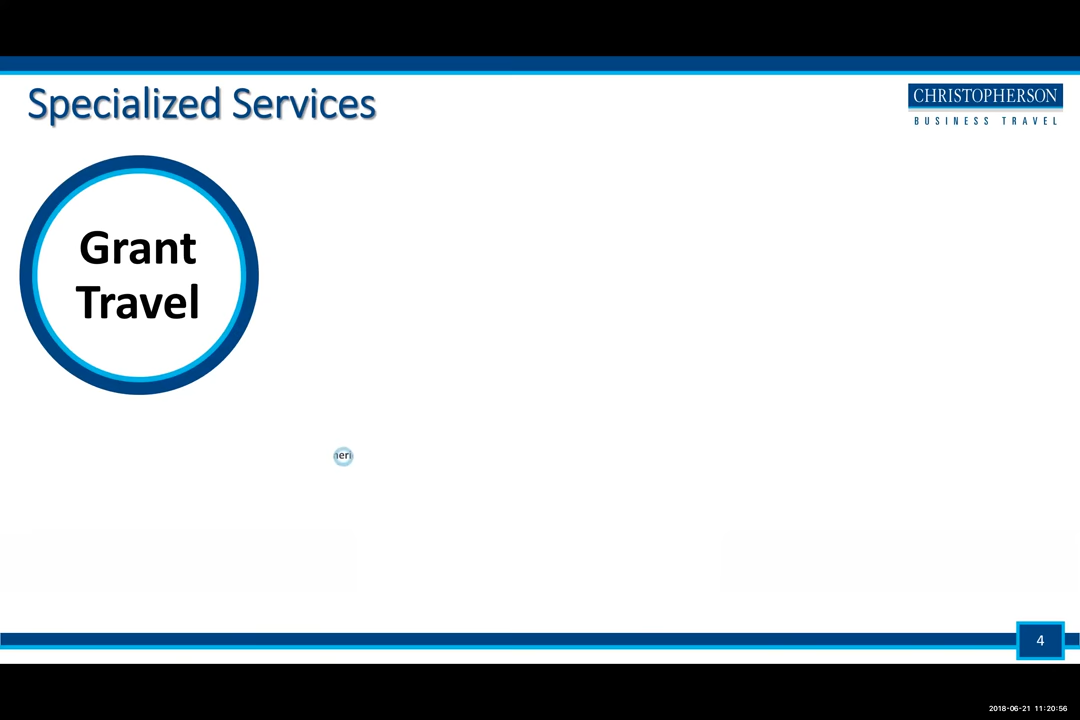 Specialized Services
CHRISTOPHERSON
BUSINESS TRAVEL
Grant
Travel
4
2018-06-21 11:20:56